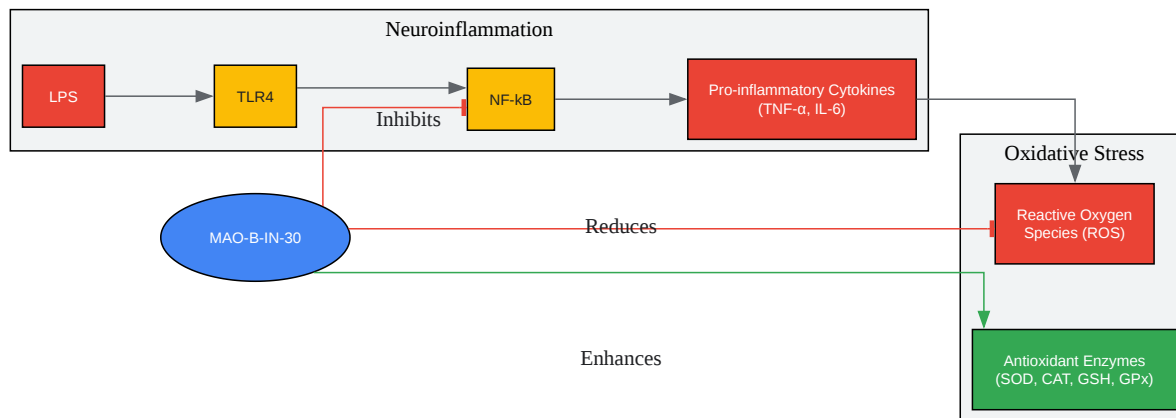 Neuroinflammation
LPS
TLR4
NF-kB
Pro-inflammatory Cytokines
(TNF-α, IL-6)
Inhibits
Oxidative Stress
Reactive Oxygen
Species (ROS)
MAO-B-IN-30
Reduces
Enhances
Antioxidant Enzymes
(SOD, CAT, GSH, GPx)